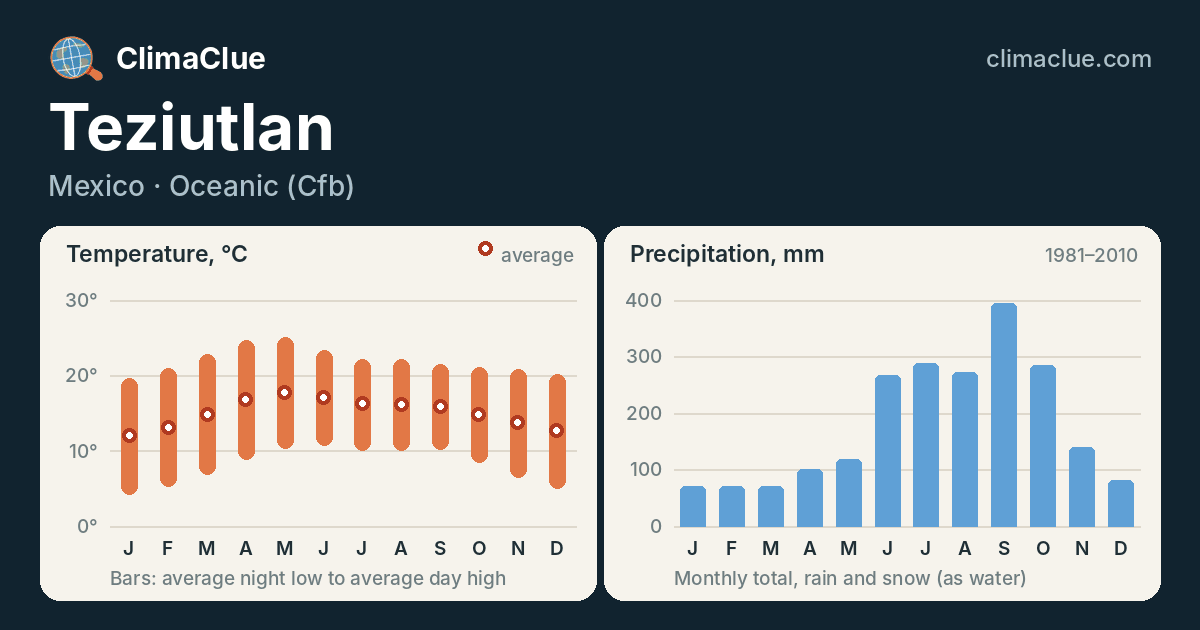 ClimaClue
climaclue.com
Teziutlan
Mexico · Oceanic (Cfb)
Temperature, °C
average
30°
20°
10°
0°
J F M A M J J A S O N D
Bars: average night low to average day high
Precipitation, mm
1981–2010
400
300
200
100
0
J F M A M J J A S O N D
Monthly total, rain and snow (as water)